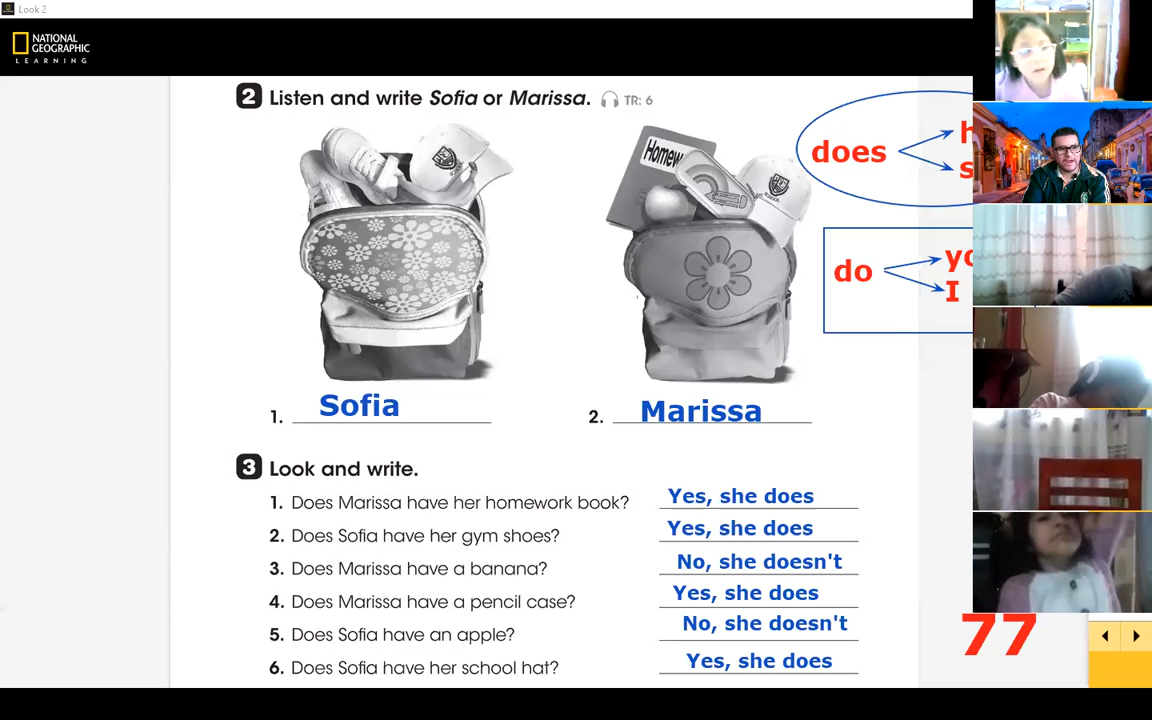 Look 2
NATIONAL
GEOGRAPHIC
LEARNING
2 Listen and write Sofia or Marissa. TR: 6
Homew
does
h
s
do
yo
I
1. Sofia
2. Marissa
3 Look and write.
1. Does Marissa have her homework book? Yes, she does
2. Does Sofia have her gym shoes? Yes, she does
3. Does Marissa have a banana? No, she doesn't
4. Does Marissa have a pencil case? Yes, she does
5. Does Sofia have an apple? No, she doesn't
6. Does Sofia have her school hat? Yes, she does
77